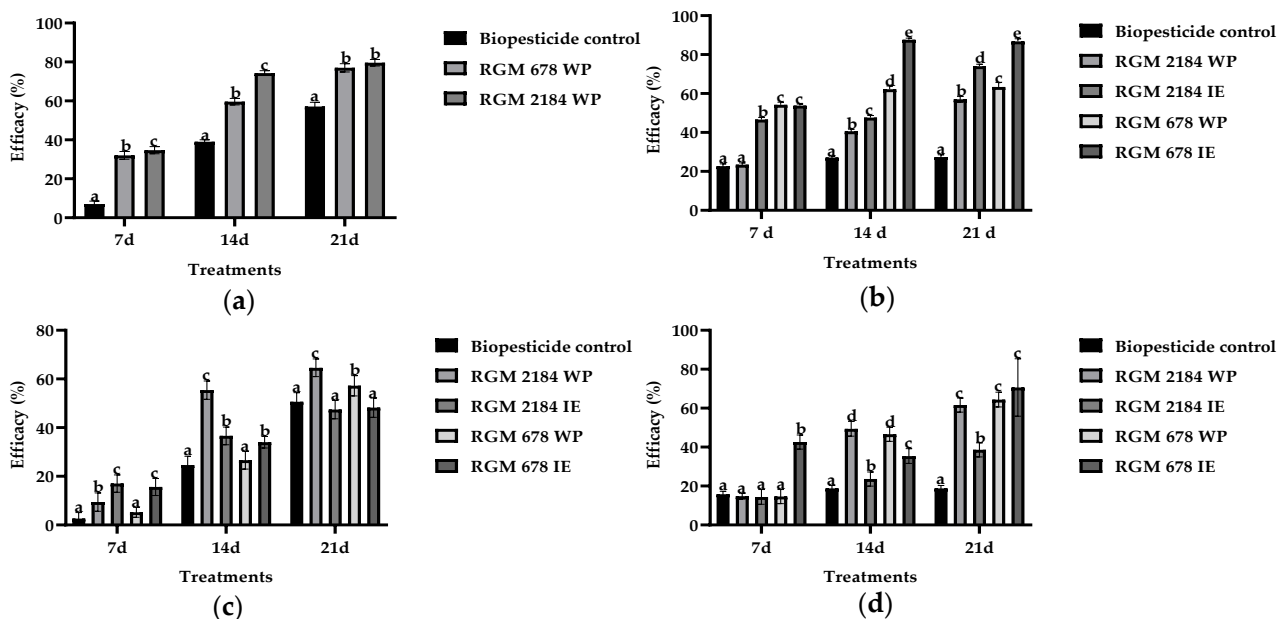 100
80
60
40
20
0
Efficacy (%)
a
b
c
a
b
c
a
b
b
7d
14d
21d
Treatments
Biopesticide control
RGM 678 WP
RGM 2184 WP
(a)
100
80
60
40
20
0
Efficacy (%)
a
a
b
c
c
a
b
c
d
e
a
b
d
c
e
7 d
14 d
21 d
Treatments
Biopesticide control
RGM 2184 WP
RGM 2184 IE
RGM 678 WP
RGM 678 IE
(b)
80
60
40
20
0
Efficacy (%)
a
b
c
a
c
a
c
b
a
b
a
c
a
b
a
7d
14d
21d
Treatments
Biopesticide control
RGM 2184 WP
RGM 2184 IE
RGM 678 WP
RGM 678 IE
(c)
100
80
60
40
20
0
Efficacy (%)
a
a
a
a
b
a
d
b
d
c
a
c
b
c
c
7d
14d
21d
Treatments
Biopesticide control
RGM 2184 WP
RGM 2184 IE
RGM 678 WP
RGM 678 IE
(d)